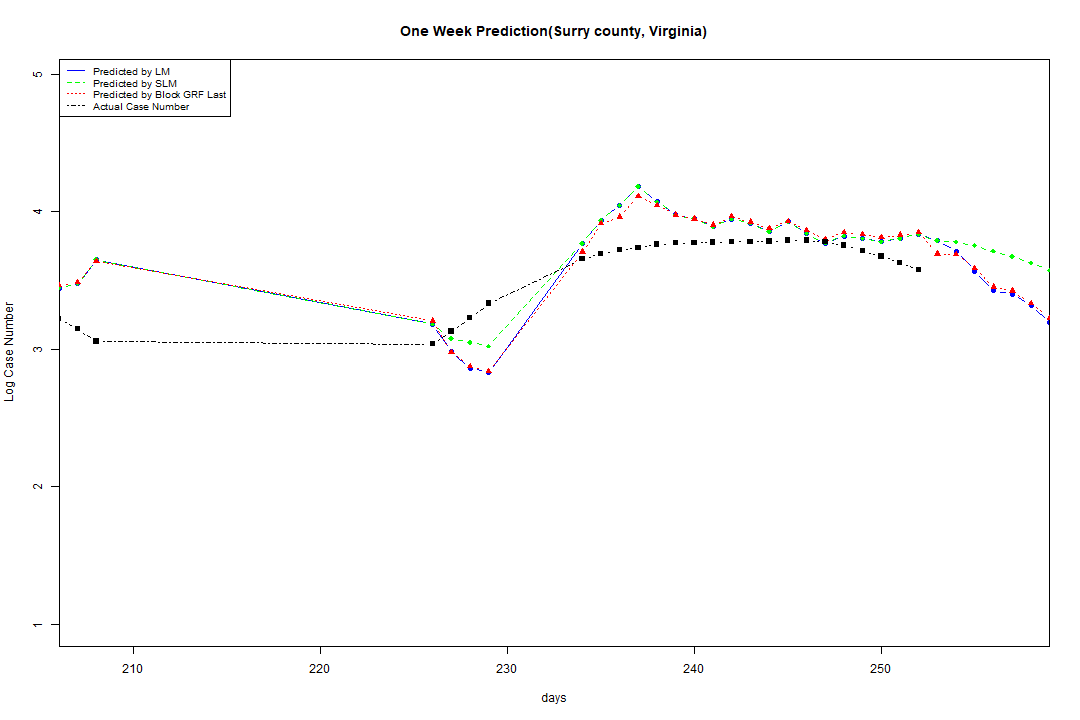 One Week Prediction(Surry county, Virginia)
Predicted by LM
Predicted by SLM
Predicted by Block GRF Last
Actual Case Number
5
4
3
2
1
Log Case Number
210 220 230 240 250
days